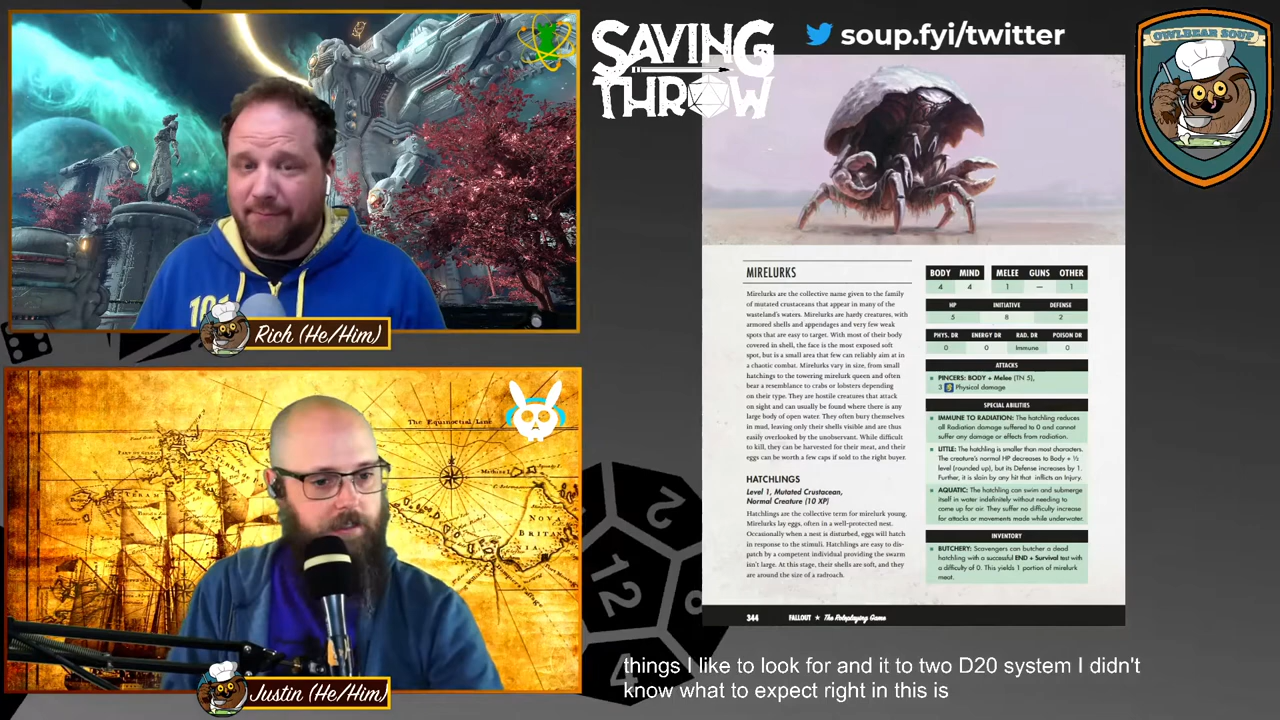 SAVING
THROW
soup.fyi/twitter
OWLBEAR SOUP
Rich (He/Him)
The Equinoctial Line
Justin (He/Him)
MIRELURKS
Mirelurks are the collective name given to the family
of mutated crustaceans that appear in many of the
wasteland's waters. Mirelurks are hardy creatures, with
armored shells and appendages and very few weak
spots that are easy to target. With most of their body
covered in shell, the face is the most exposed soft
spot, but is a small area that few can reliably aim at in
a chaotic combat. Mirelurks vary in size, from small
hatchlings to the towering mirelurk queen and often
bear a resemblance to crabs or lobsters depending
on their type. They are hostile creatures that attack
on sight and can usually be found where there is any
large body of open water. They often bury themselves
in mud, leaving only their shells visible and are thus
easily overlooked by the unobservant. While difficult
to kill, they can be harvested for their meat, and their
eggs can be worth a few caps if sold to the right buyer.
HATCHLINGS
Level 1, Mutated Crustacean,
Normal Creature (10 XP)
Hatchlings are the collective term for mirelurk young.
Mirelurks lay eggs, often in a well-protected nest.
Occasionally when a nest is disturbed, eggs will hatch
in response to the stimuli. Hatchlings are easy to dis-
patch by a competent individual providing the swarm
isn't large. At this stage, their shells are soft, and they
are around the size of a radroach.
BODY MIND MELEE GUNS OTHER
4 4 1 — 1
HP INITIATIVE DEFENSE
5 8 2
PHYS. DR ENERGY DR RAD. DR POISON DR
0 0 Immune 0
ATTACKS
PINCERS: BODY + Melee (TN 5),
3 Physical damage
SPECIAL ABILITIES
IMMUNE TO RADIATION: The hatchling reduces
all Radiation damage suffered to 0 and cannot
suffer any damage or effects from radiation.
LITTLE: The hatchling is smaller than most characters.
The creature's normal HP decreases to Body + ½
level (rounded up), but its Defense increases by 1.
Further, it is slain by any hit that inflicts an Injury.
AQUATIC: The hatchling can swim and submerge
itself in water indefinitely without needing to
come up for air. They suffer no difficulty increase
for attacks or movements made while underwater.
INVENTORY
BUTCHERY: Scavengers can butcher a dead
hatchling with a successful END + Survival test with
a difficulty of 0. This yields 1 portion of mirelurk
meat.
344 FALLOUT ★ The Roleplaying Game
2
12
4
things I like to look for and it to two D20 system I didn't
know what to expect right in this is